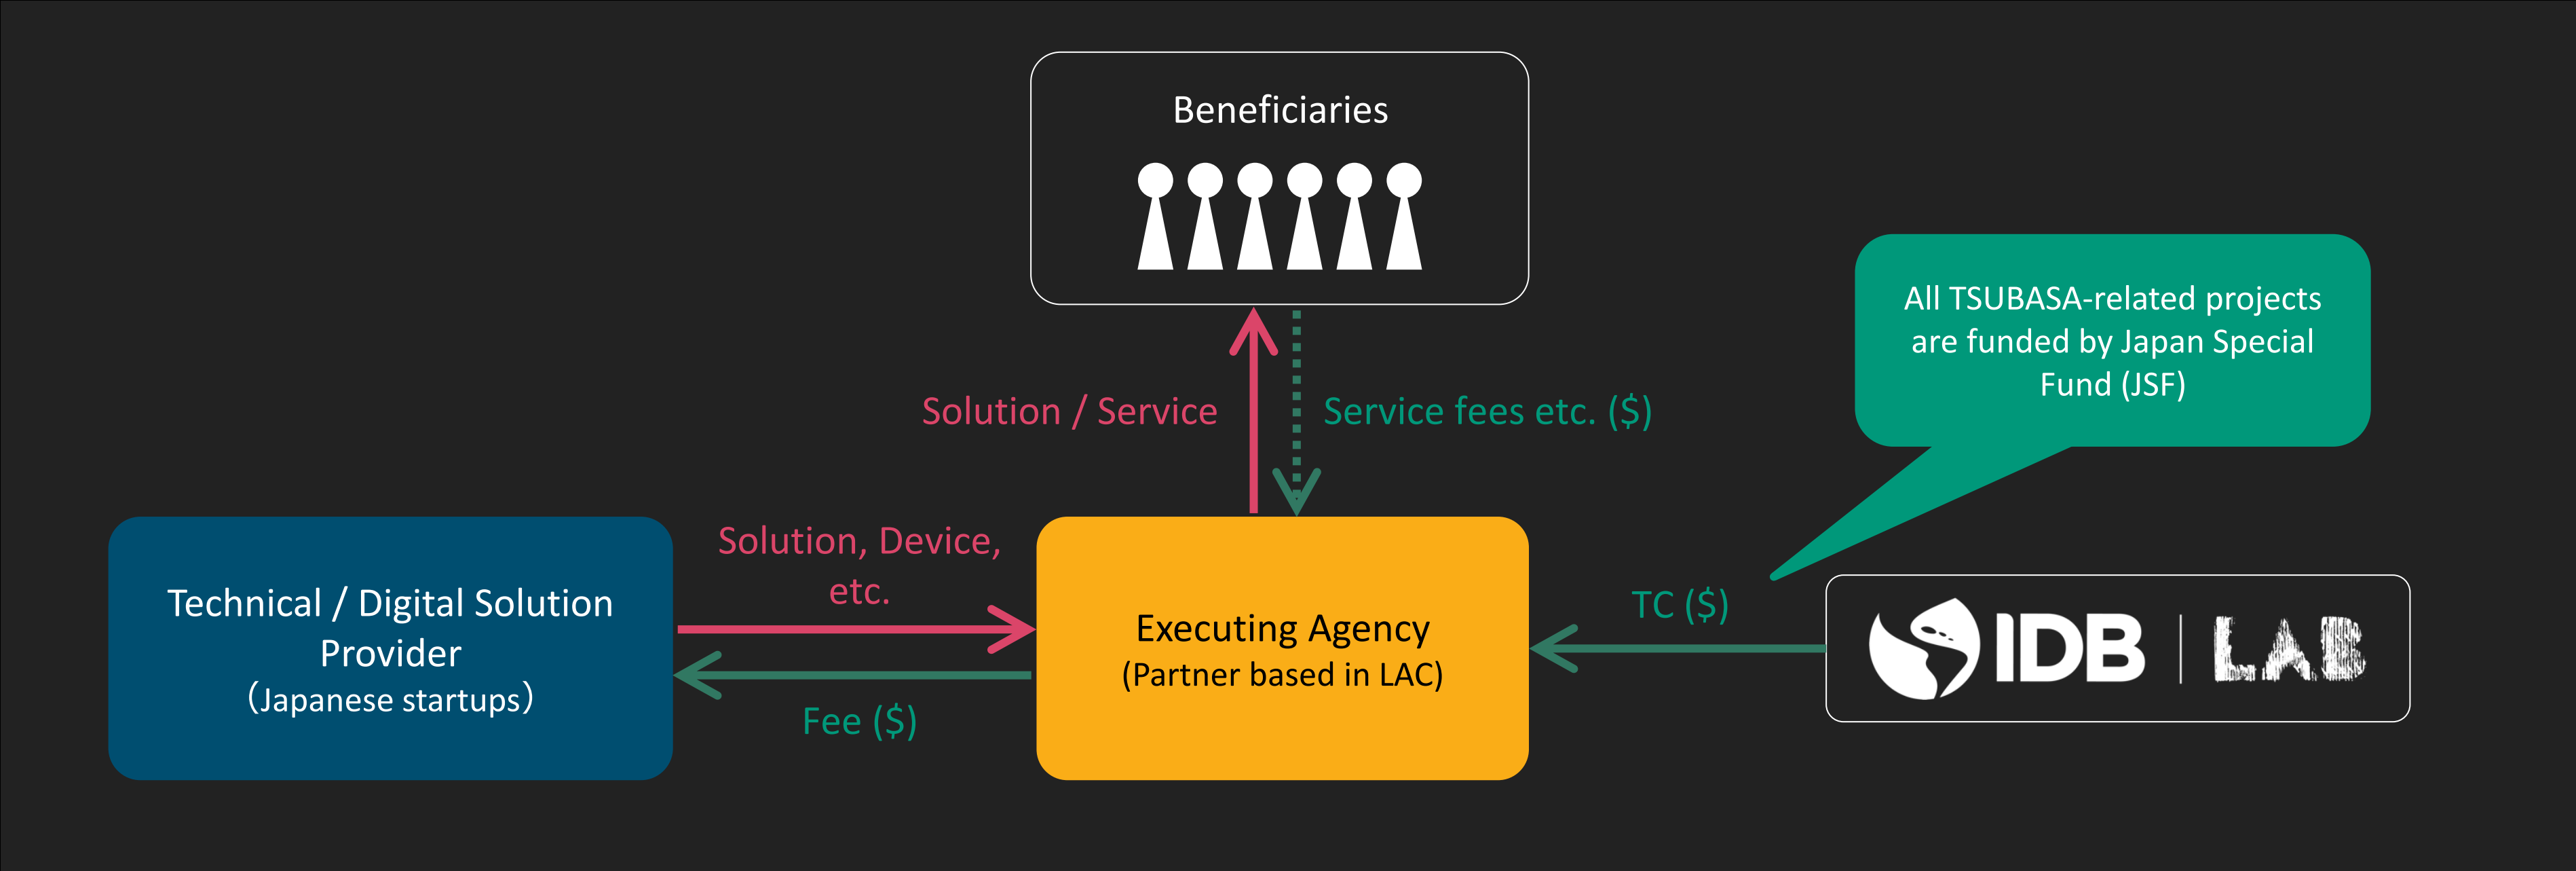 Beneficiaries
All TSUBASA-related projects
are funded by Japan Special
Fund (JSF)
Solution / Service
Service fees etc. ($)
Solution, Device,
etc.
Technical / Digital Solution
Provider
（Japanese startups）
Fee ($)
Executing Agency
(Partner based in LAC)
TC ($)
IDB | LAB